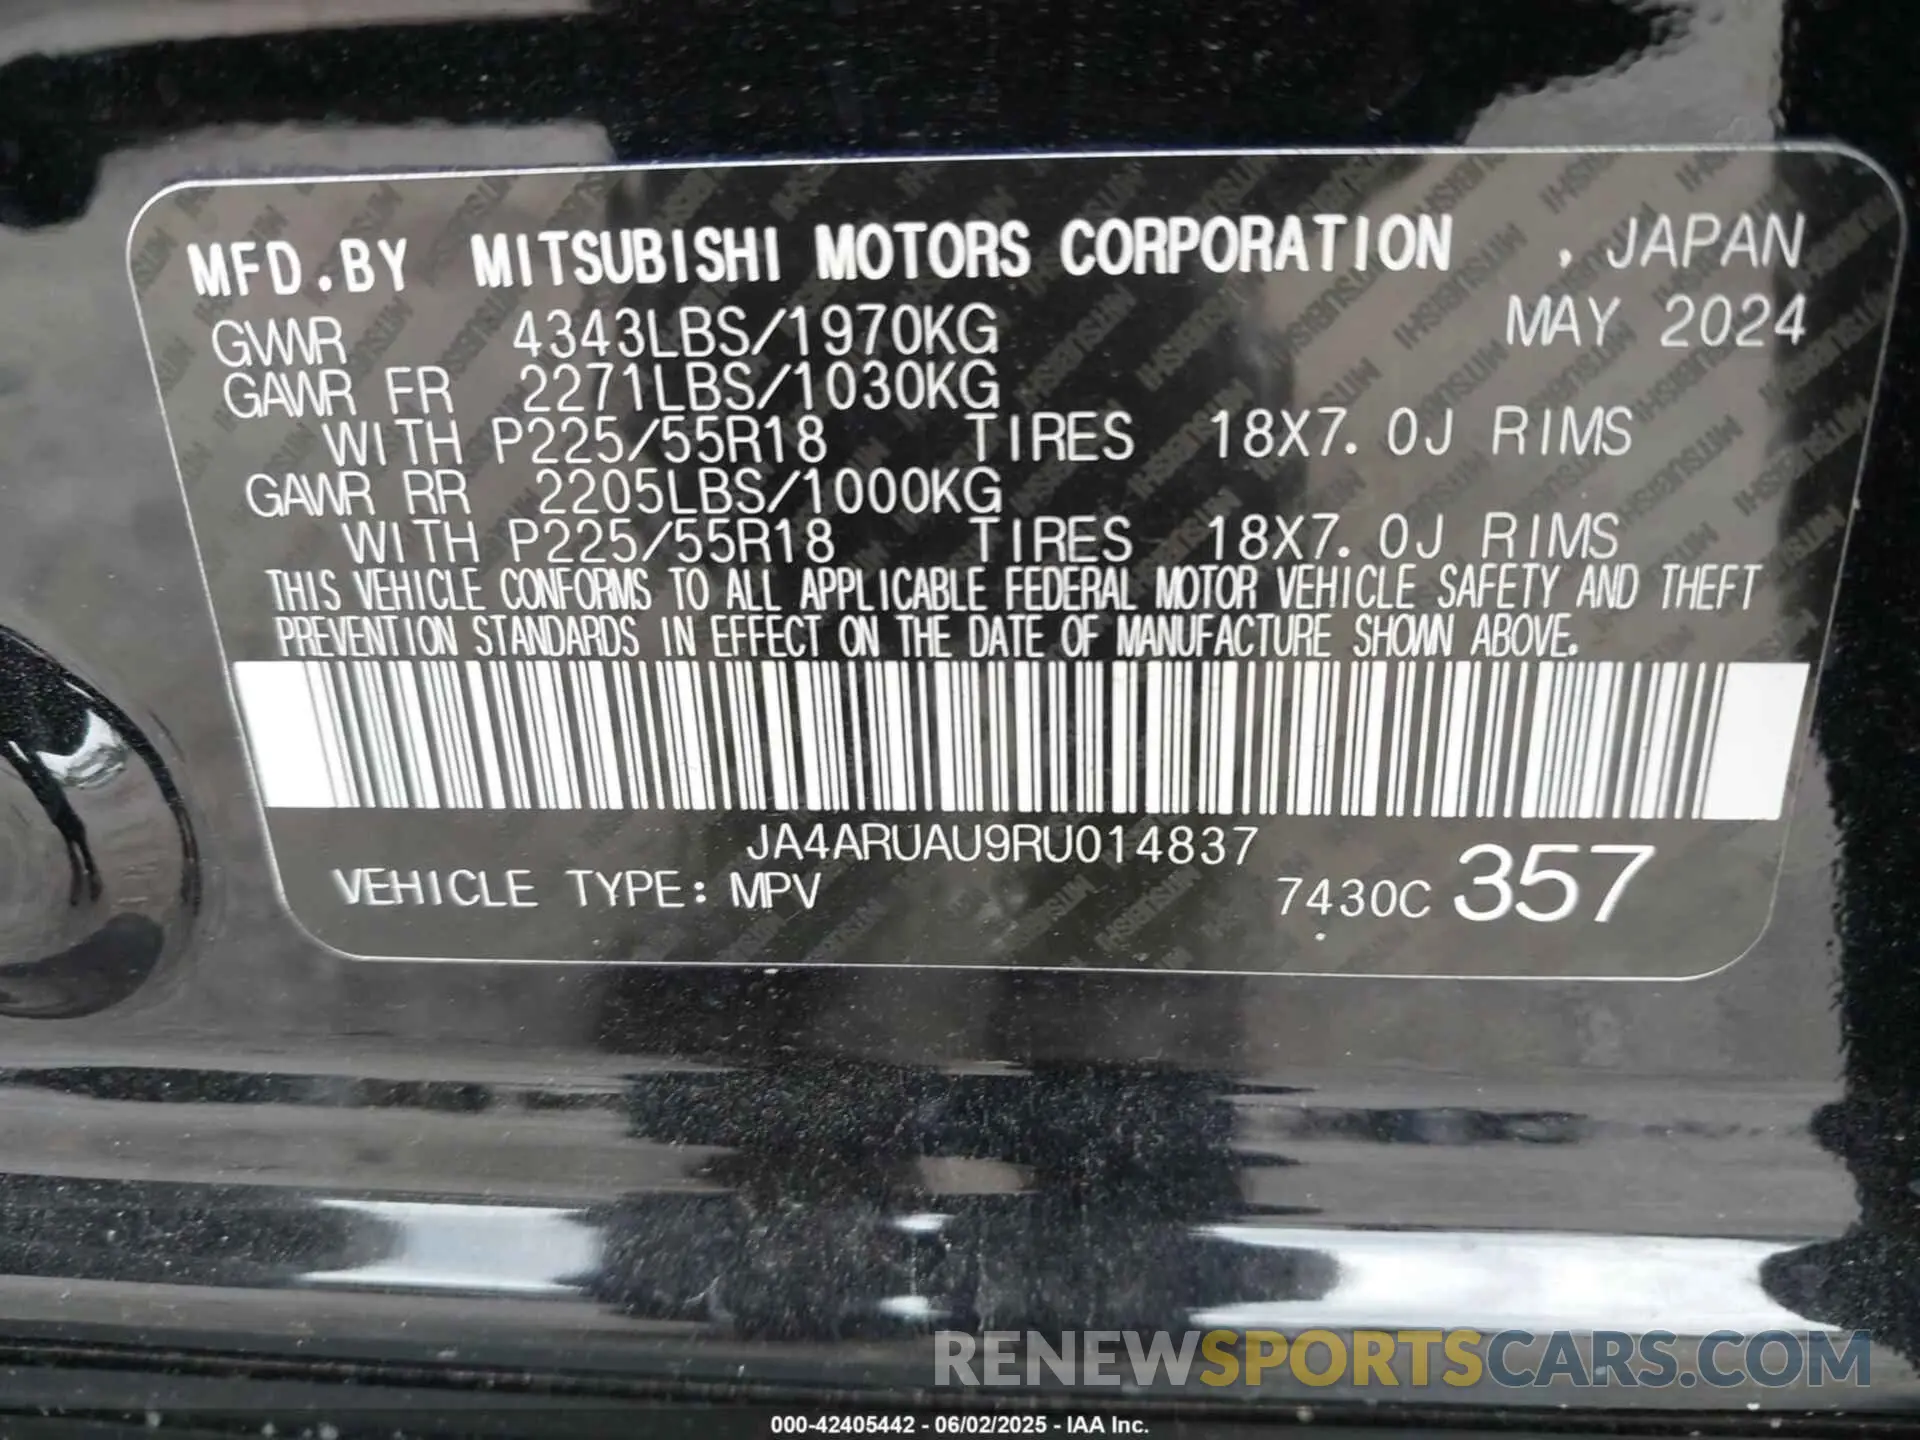 MFD.BY MITSUBISHI MOTORS CORPORATION , JAPAN
GVWR 4343LBS/1970KG MAY 2024
GAWR FR 2271LBS/1030KG
WITH P225/55R18 TIRES 18X7.0J RIMS
GAWR RR 2205LBS/1000KG
WITH P225/55R18 TIRES 18X7.0J RIMS
THIS VEHICLE CONFORMS TO ALL APPLICABLE FEDERAL MOTOR VEHICLE SAFETY AND THEFT
PREVENTION STANDARDS IN EFFECT ON THE DATE OF MANUFACTURE SHOWN ABOVE.
JA4ARUAU9RU014837
VEHICLE TYPE: MPV 7430C 357
RENEWSPORTSCARS.COM
000-42405442 - 06/02/2025 - IAA Inc.